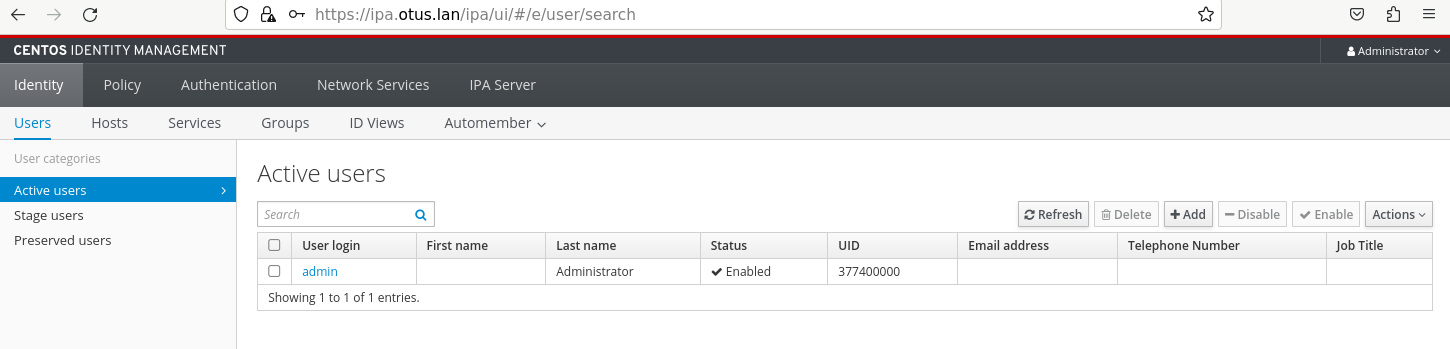 https://ipa.otus.lan/ipa/ui/#/e/user/search
CENTOS IDENTITY MANAGEMENT Administrator
Identity Policy Authentication Network Services IPA Server
Users Hosts Services Groups ID Views Automember
User categories
Active users
Stage users
Preserved users
Active users
Search Refresh Delete Add Disable Enable Actions
User login First name Last name Status UID Email address Telephone Number Job Title
admin Administrator Enabled 377400000
Showing 1 to 1 of 1 entries.